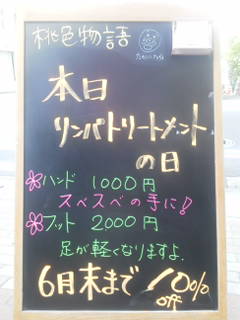 桃色物語
本日
リンパトリートメント
の日
ハンド 1000円
スベスベの手に!
フット 2000円
足が軽くなりますよ.
6月末まで 10%
off